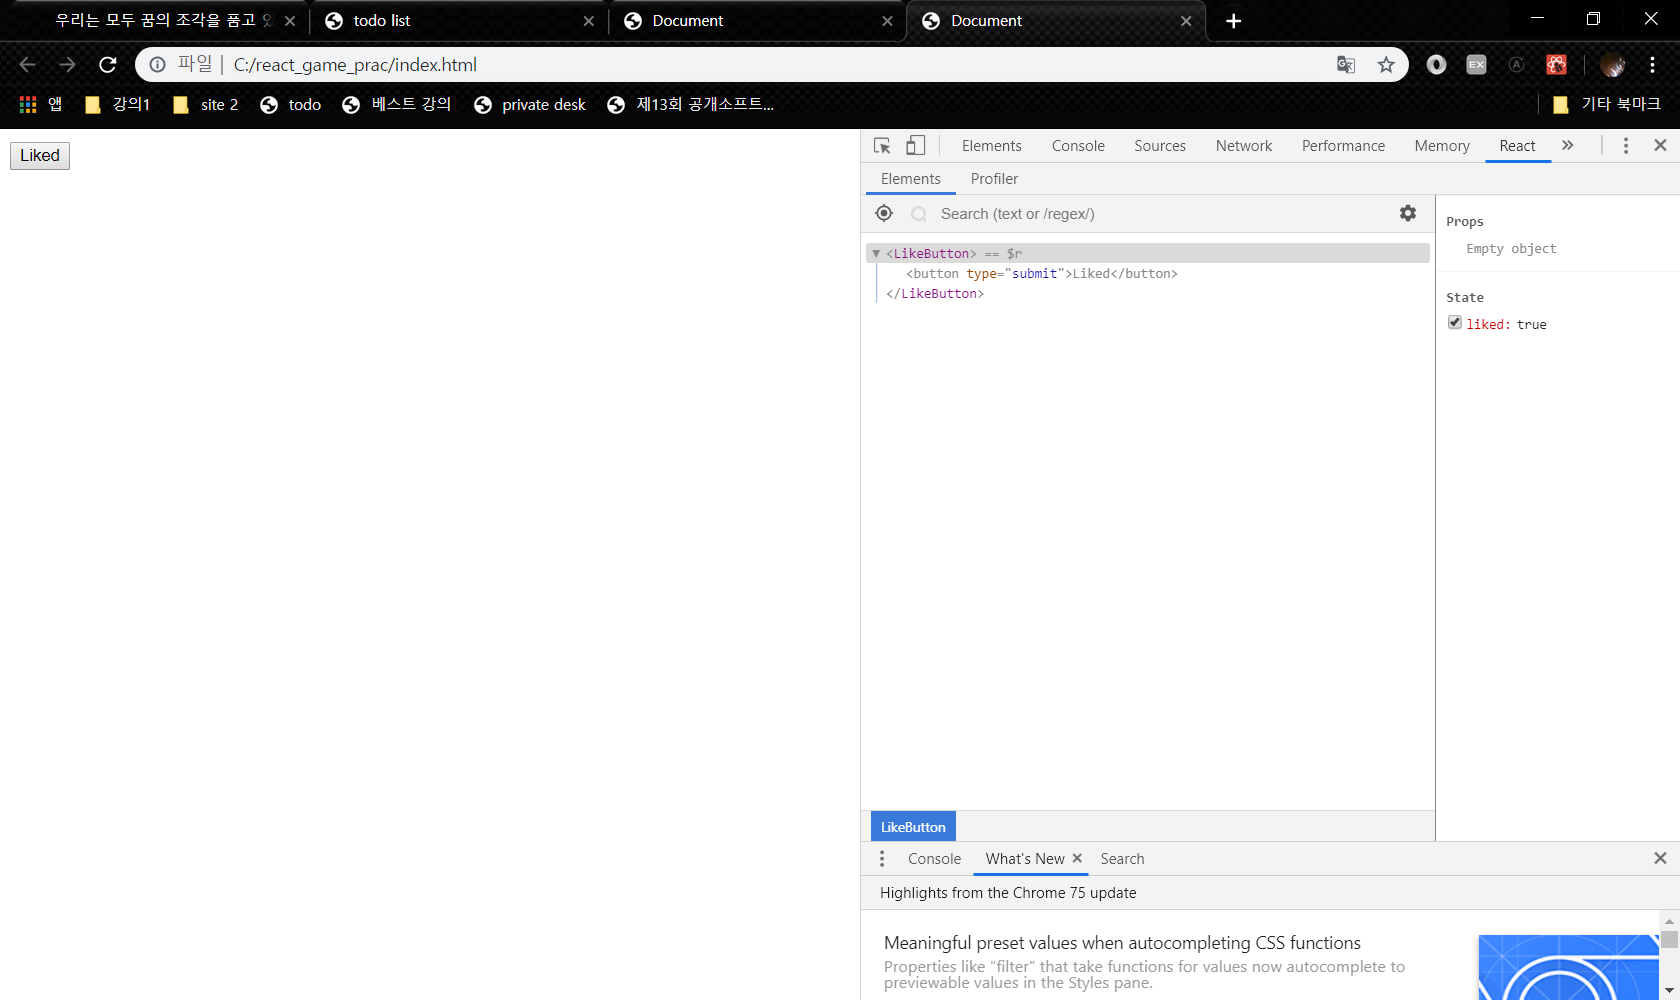 우리는 모두 꿈의 조각을 품고
todo list
Document
Document
파일 | C:/react_game_prac/index.html
EX
앱
강의1
site 2
todo
베스트 강의
private desk
제13회 공개소프트...
기타 북마크
Liked
Elements Console Sources Network Performance Memory React »
Elements Profiler
Search (text or /regex/)
<LikeButton> == $r
<button type="submit">Liked</button>
</LikeButton>
Props
Empty object
State
liked: true
LikeButton
Console What's New Search
Highlights from the Chrome 75 update
Meaningful preset values when autocompleting CSS functions
Properties like "filter" that take functions for values now autocomplete to
previewable values in the Styles pane.